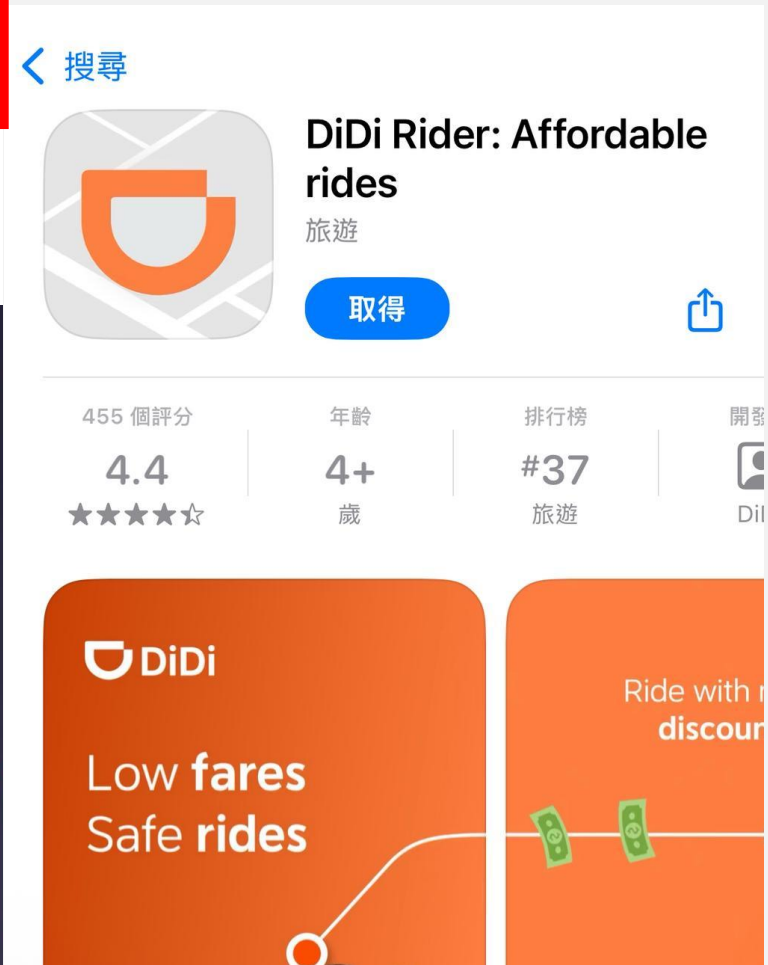 搜尋
DiDi Rider: Affordable
rides
旅遊
取得
455 個評分
4.4
年齡
4+
歲
排行榜
#37
旅遊
DiDi
Low fares
Safe rides
Ride with